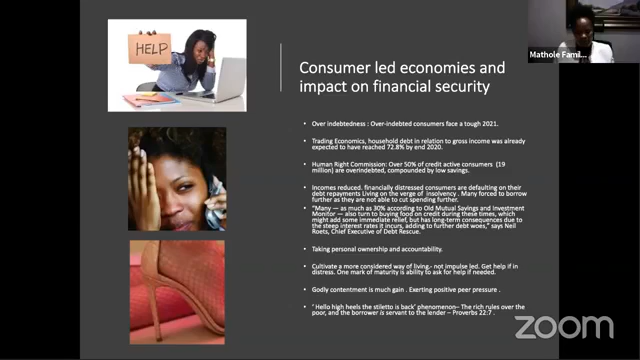 HELP
Consumer led economies and
impact on financial security
• Over indebtedness : Over-indebted consumers face a tough 2021.
• Trading Economics, household debt in relation to gross income was already
expected to have reached 72.8% by end 2020.
• Human Right Commission: Over 50% of credit active consumers (19
million) are overindebted, compounded by low savings.
• Incomes reduced. financially distressed consumers are defaulting on their
debt repayments Living on the verge of insolvency . Many forced to borrow
further as they are not able to cut spending further.
• "Many — as much as 30% according to Old Mutual Savings and Investment
Monitor — also turn to buying food on credit during these times, which
might add some immediate relief, but has long-term consequences due to
the steep interest rates it incurs, adding to further debt woes," says Neil
Roets, Chief Executive of Debt Rescue.
• Taking personal ownership and accountability.
• Cultivate a more considered way of living,- not impulse led. Get help if in
distress. One mark of maturity is ability to ask for help if needed.
• Godly contentment is much gain . Exerting positive peer pressure .
• ' Hello high heels the stiletto is back' phenomenon– The rich rules over the
poor, and the borrower is servant to the lender – Proverbs 22:7 .
Mathole Famil...
zoom